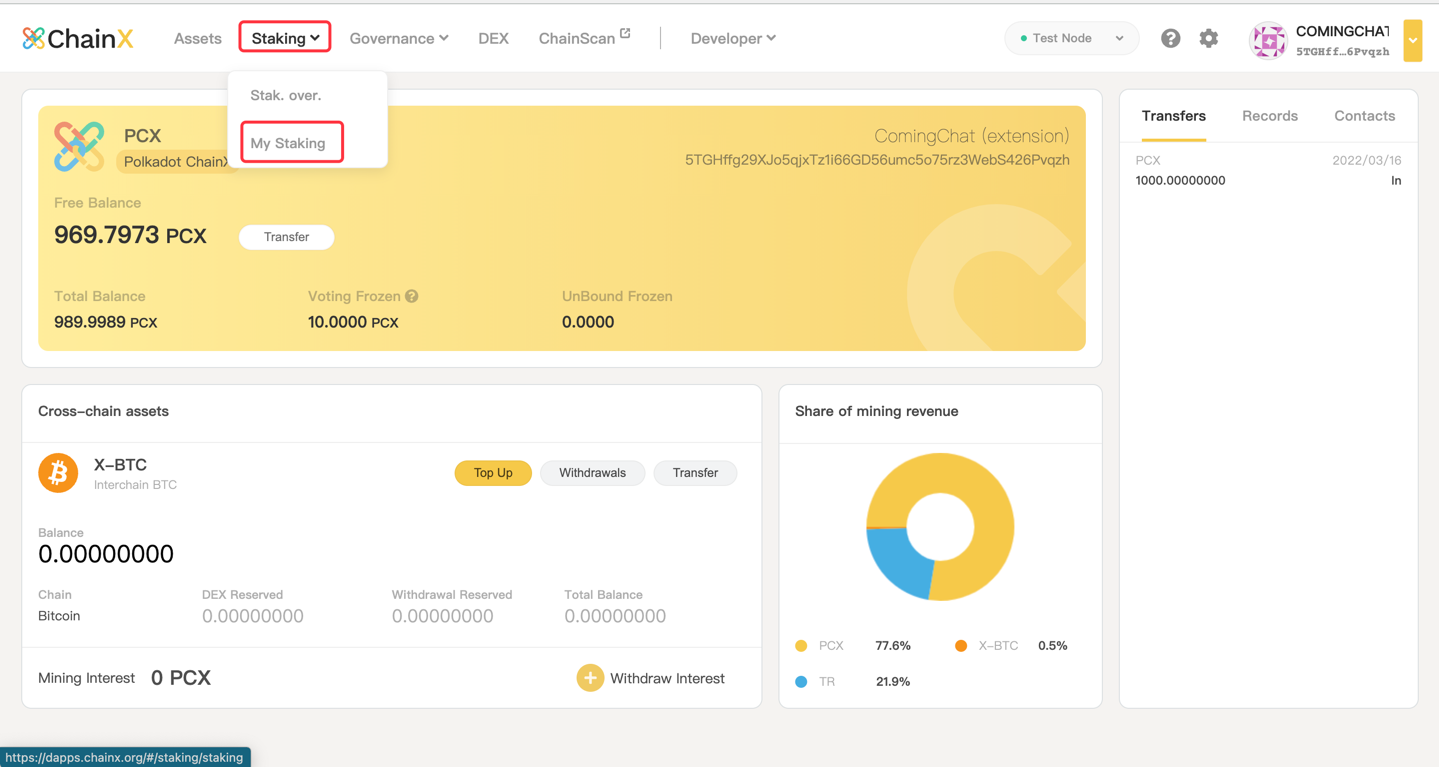 ChainX Assets Staking Governance DEX ChainScan Developer Test Node COMINGCHAT
5TGHff…6Pvqzh
Stak. over.
My Staking
PCX
Polkadot ChainX
ComingChat (extension)
5TGHffg29XJo5qjxTz1i66GD56umc5o75rz3WebS426Pvqzh
Free Balance
969.7973 PCX Transfer
Total Balance Voting Frozen ? UnBound Frozen
989.9989 PCX 10.0000 PCX 0.0000
Transfers Records Contacts
PCX 2022/03/16
1000.00000000 In
Cross-chain assets
X-BTC
Interchain BTC
Top Up Withdrawals Transfer
Balance
0.00000000
Chain DEX Reserved Withdrawal Reserved Total Balance
Bitcoin 0.00000000 0.00000000 0.00000000
Mining Interest 0 PCX + Withdraw Interest
Share of mining revenue
PCX 77.6% X-BTC 0.5%
TR 21.9%
https://dapps.chainx.org/#/staking/staking